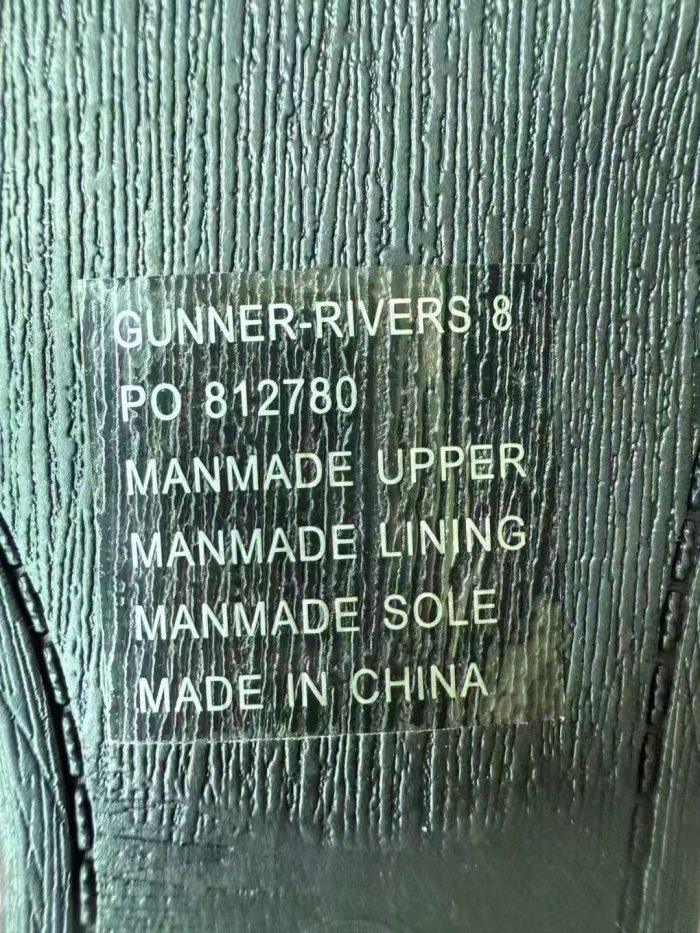 GUNNER-RIVERS 8
PO 812780
MANMADE UPPER
MANMADE LINING
MANMADE SOLE
MADE IN CHINA